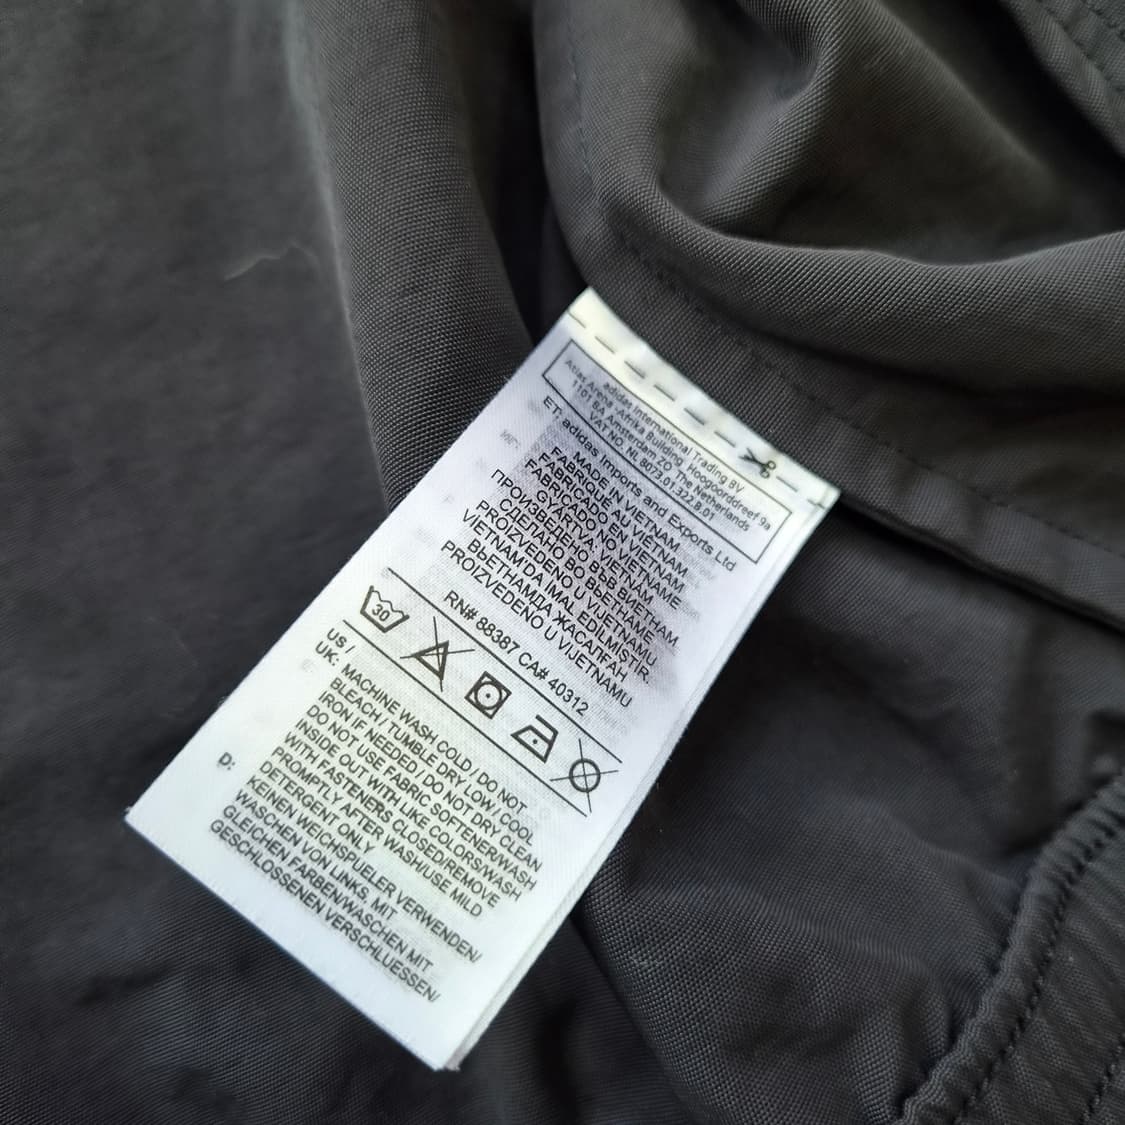 adidas International Trading BV
Atlas Arena -Afrika Building, Hoogoorddreef 9a
1101 BA Amsterdam ZO The Netherlands
VAT NO. NL 8073.01.322.B.01
ET: adidas Imports and Exports Ltd
MADE IN VIETNAM
FABRIQUÉ AU VIETNAM
FABRICADO EN VIETNAM
FABRICADO NO VIETNAME
GYÁRTVA: VIETNAM
ПРОИЗВЕДЕНО ВЪВ ВИЕТНАМ
СДЕЛАНО ВО ВЬЕТНАМЕ
PROIZVEDENO U VIJETNAMU
VIETNAM'DA İMAL EDİLMİŞTİR.
ВЬЕТНАМДА ЖАСАЛҒАН
PROIZVEDENO U VIJETNAMU
RN# 88387 CA# 40312
30
US /
UK: MACHINE WASH COLD / DO NOT
BLEACH / TUMBLE DRY LOW / COOL
IRON IF NEEDED / DO NOT DRY CLEAN
DO NOT USE FABRIC SOFTENER/WASH
INSIDE OUT WITH LIKE COLORS/WASH
WITH FASTENERS CLOSED/REMOVE
PROMPTLY AFTER WASH/USE MILD
DETERGENT ONLY
D: KEINEN WEICHSPUELER VERWENDEN/
WASCHEN VON LINKS, MIT
GLEICHEN FARBEN/WASCHEN MIT
GESCHLOSSENEN VERSCHLUESSEN/